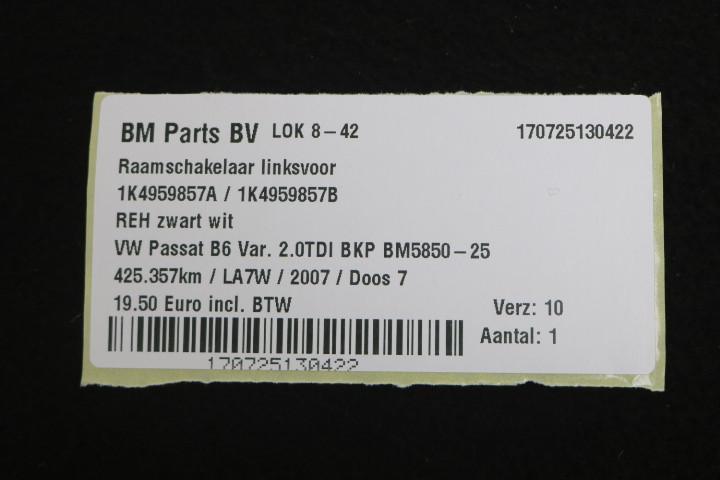 BM Parts BV LOK 8-42 170725130422
Raamschakelaar linksvoor
1K4959857A / 1K4959857B
REH zwart wit
VW Passat B6 Var. 2.0TDI BKP BM5850-25
425.357km / LA7W / 2007 / Doos 7
19.50 Euro incl. BTW Verz: 10
Aantal: 1
170725130422